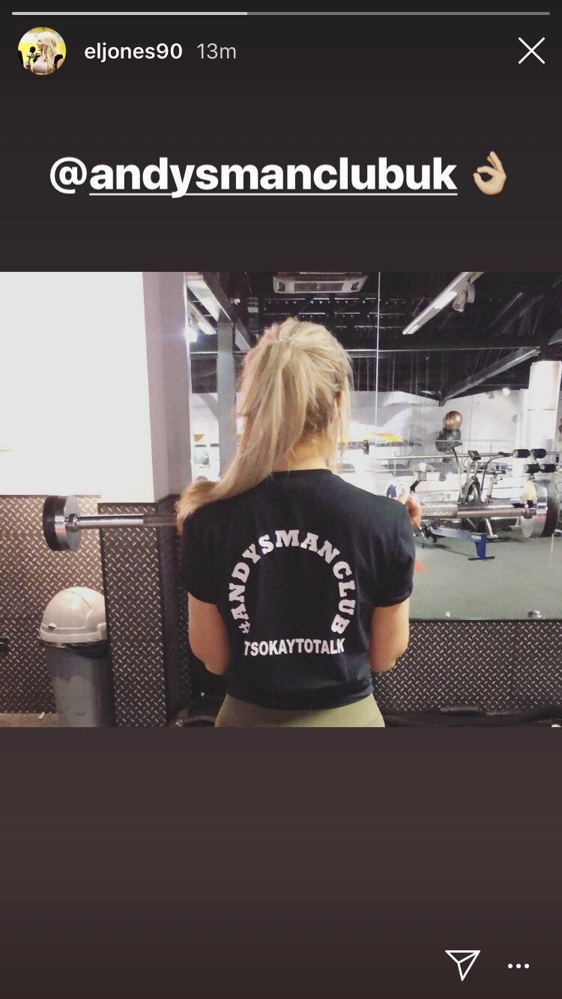 eljones90 13m
@andysmanclubuk 👌🏼
#ANDYSMANCLUB
TSOKAYTOTALK